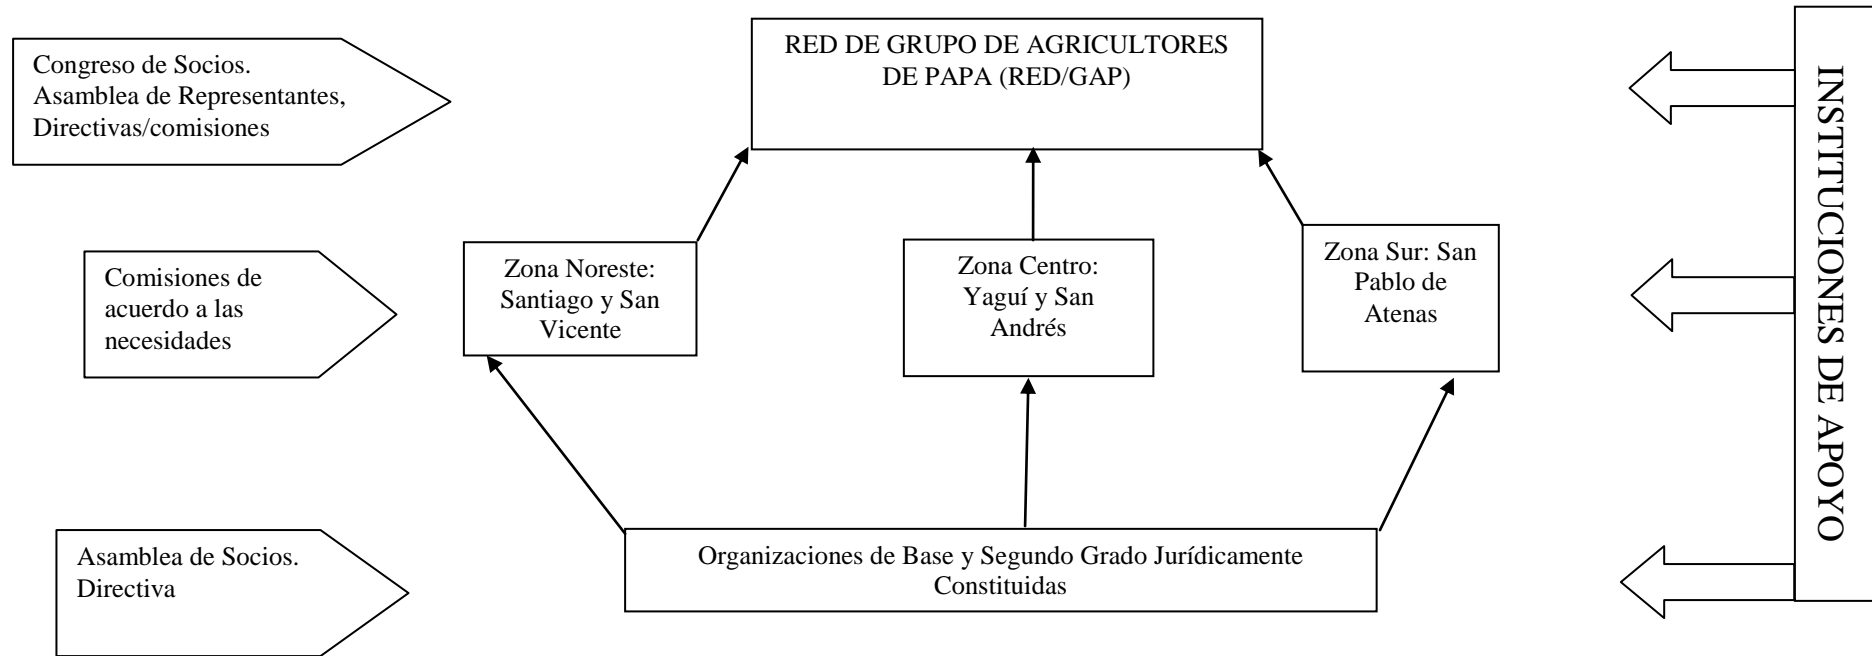 Congreso de Socios.
Asamblea de Representantes,
Directivas/comisiones
RED DE GRUPO DE AGRICULTORES
DE PAPA (RED/GAP)
INSTITUCIONES DE APOYO
Comisiones de
acuerdo a las
necesidades
Zona Noreste:
Santiago y San
Vicente
Zona Centro:
Yaguí y San
Andrés
Zona Sur: San
Pablo de
Atenas
Asamblea de Socios.
Directiva
Organizaciones de Base y Segundo Grado Jurídicamente
Constituidas